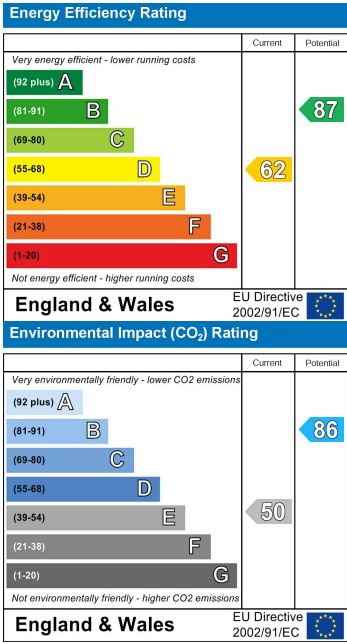 Energy Efficiency Rating
Current Potential
Very energy efficient - lower running costs
(92 plus) A
(81-91) B 87
(69-80) C
(55-68) D 62
(39-54) E
(21-38) F
(1-20) G
Not energy efficient - higher running costs
England & Wales EU Directive 2002/91/EC
Environmental Impact (CO₂) Rating
Current Potential
Very environmentally friendly - lower CO2 emissions
(92 plus) A
(81-91) B 86
(69-80) C
(55-68) D
(39-54) E 50
(21-38) F
(1-20) G
Not environmentally friendly - higher CO2 emissions
England & Wales EU Directive 2002/91/EC